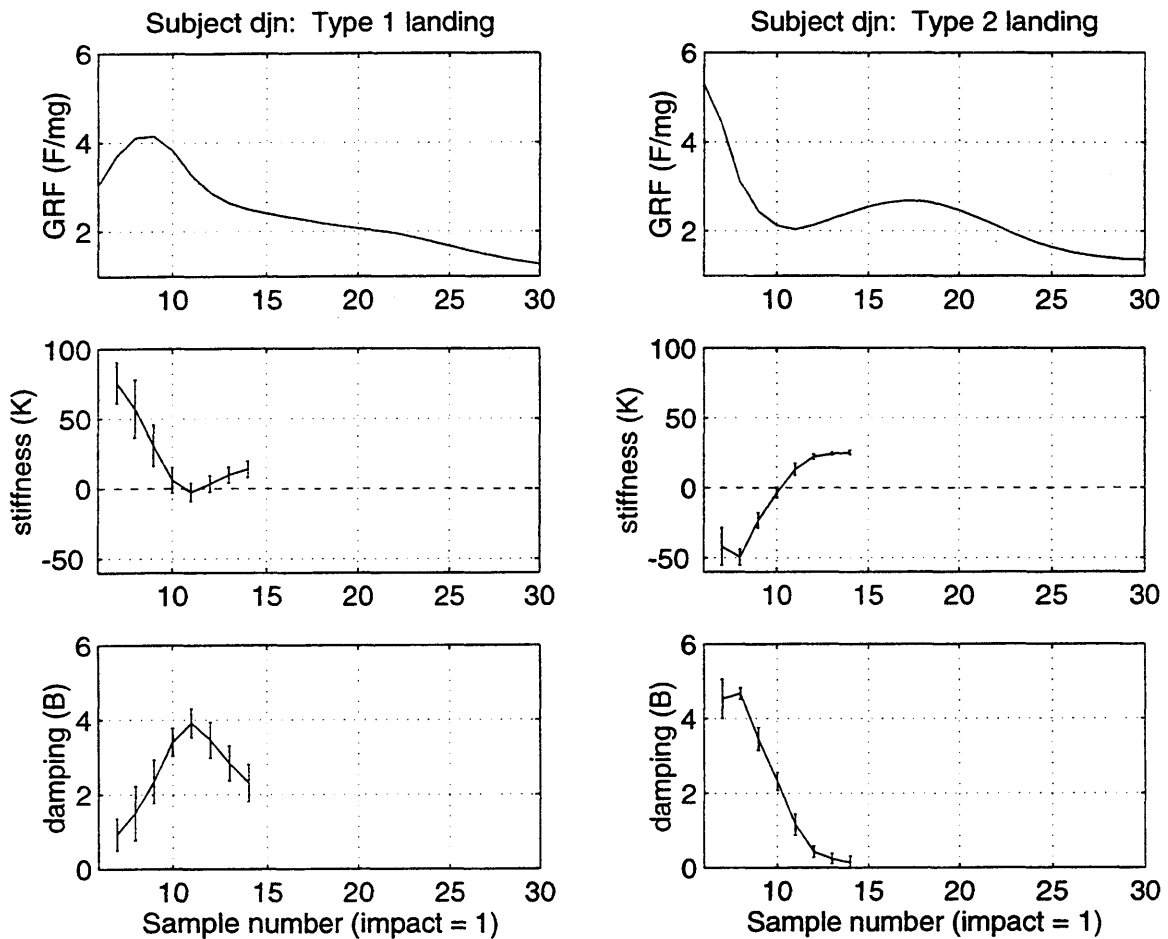 Subject djn: Type 1 landing
GRF (F/mg)
6
4
2
10 15 20 25 30
stiffness (K)
100
50
0
-50
10 15 20 25 30
damping (B)
6
4
2
0
10 15 20 25 30
Sample number (impact = 1)
Subject djn: Type 2 landing
GRF (F/mg)
6
4
2
10 15 20 25 30
stiffness (K)
100
50
0
-50
10 15 20 25 30
damping (B)
6
4
2
0
10 15 20 25 30
Sample number (impact = 1)